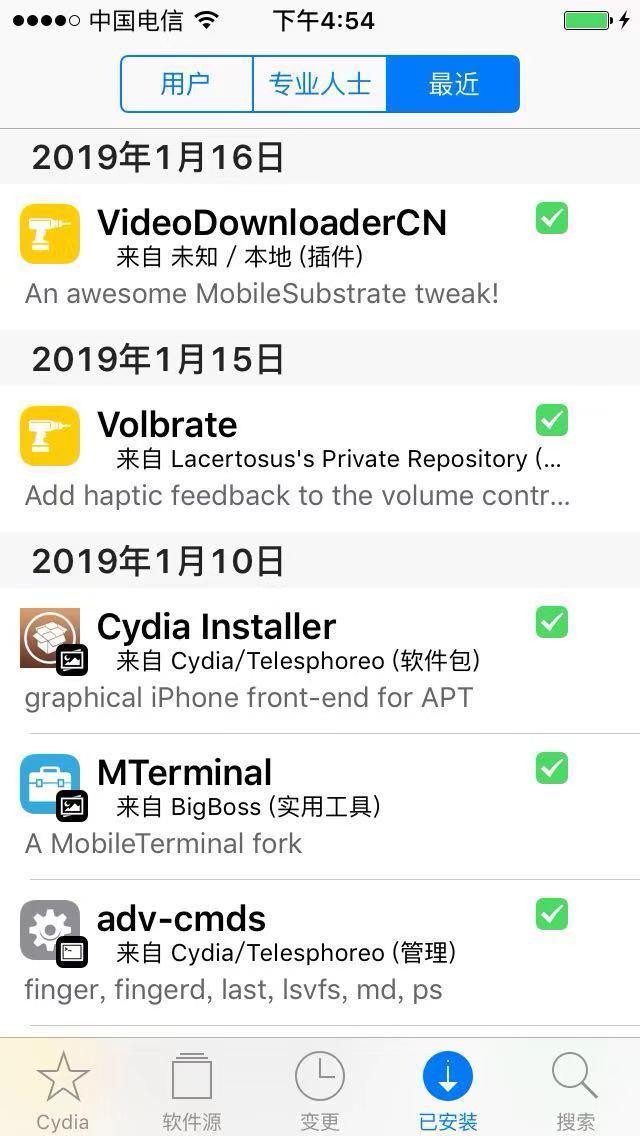 中国电信 下午4:54
用户 专业人士 最近
2019年1月16日
VideoDownloaderCN
来自 未知 / 本地 (插件)
An awesome MobileSubstrate tweak!
2019年1月15日
Volbrate
来自 Lacertosus's Private Repository (...
Add haptic feedback to the volume contr...
2019年1月10日
Cydia Installer
来自 Cydia/Telesphoreo (软件包)
graphical iPhone front-end for APT
MTerminal
来自 BigBoss (实用工具)
A MobileTerminal fork
adv-cmds
来自 Cydia/Telesphoreo (管理)
finger, fingerd, last, lsvfs, md, ps
Cydia 软件源 变更 已安装 搜索